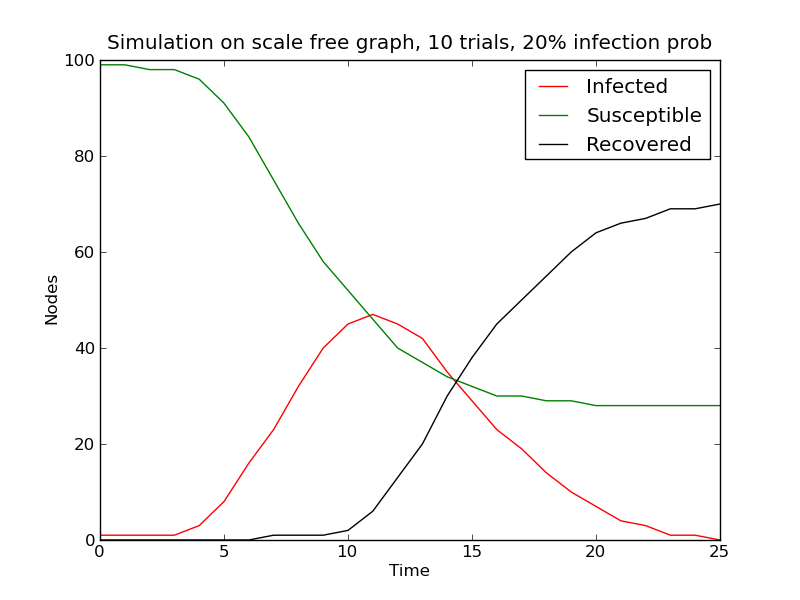 Simulation on scale free graph, 10 trials, 20% infection prob
100
80
60
40
20
0
Nodes
Infected
Susceptible
Recovered
0 5 10 15 20 25
Time